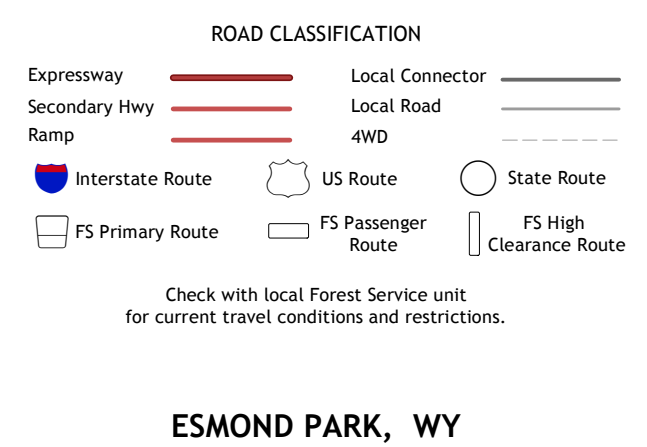 ROAD CLASSIFICATION
Expressway
Local Connector
Secondary Hwy
Local Road
Ramp
4WD
Interstate Route
US Route
State Route
FS Primary Route
FS Passenger
Route
FS High
Clearance Route
Check with local Forest Service unit
for current travel conditions and restrictions.
ESMOND PARK, WY